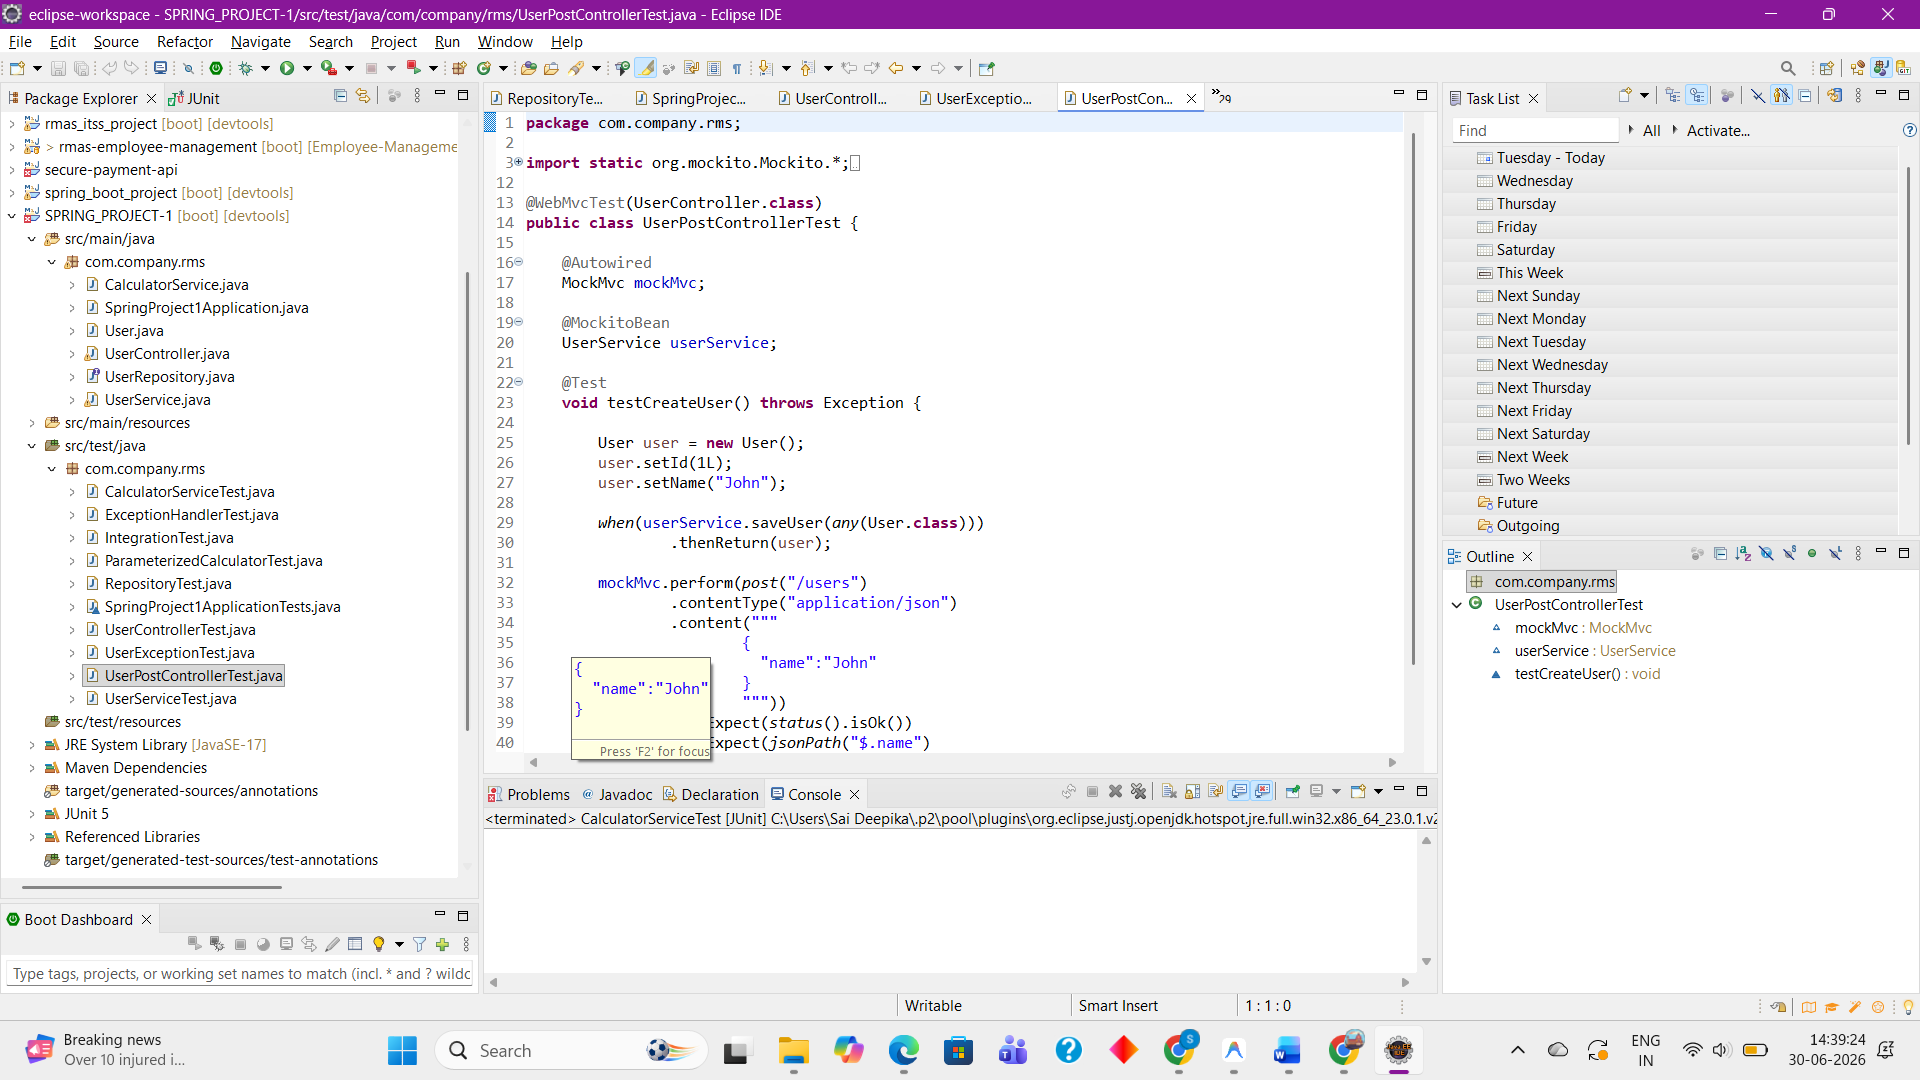 eclipse-workspace - SPRING_PROJECT-1/src/test/java/com/company/rms/UserPostControllerTest.java - Eclipse IDE
File Edit Source Refactor Navigate Search Project Run Window Help
Package Explorer
JUnit
rmas_itss_project [boot] [devtools]
> rmas-employee-management [boot] [Employee-Manageme
secure-payment-api
spring_boot_project [boot] [devtools]
SPRING_PROJECT-1 [boot] [devtools]
src/main/java
com.company.rms
CalculatorService.java
SpringProject1Application.java
User.java
UserController.java
UserRepository.java
UserService.java
src/main/resources
src/test/java
com.company.rms
CalculatorServiceTest.java
ExceptionHandlerTest.java
IntegrationTest.java
ParameterizedCalculatorTest.java
RepositoryTest.java
SpringProject1ApplicationTests.java
UserControllerTest.java
UserExceptionTest.java
UserPostControllerTest.java
UserServiceTest.java
src/test/resources
JRE System Library [JavaSE-17]
Maven Dependencies
target/generated-sources/annotations
JUnit 5
Referenced Libraries
target/generated-test-sources/test-annotations
Boot Dashboard
Type tags, projects, or working set names to match (incl. * and ? wildc
RepositoryTe... SpringProjec... UserControll... UserExceptio... UserPostCon... 29
1 package com.company.rms;
2
3 import static org.mockito.Mockito.*;
12
13 @WebMvcTest(UserController.class)
14 public class UserPostControllerTest {
15
16 @Autowired
17 MockMvc mockMvc;
18
19 @MockitoBean
20 UserService userService;
21
22 @Test
23 void testCreateUser() throws Exception {
24
25 User user = new User();
26 user.setId(1L);
27 user.setName("John");
28
29 when(userService.saveUser(any(User.class)))
30 .thenReturn(user);
31
32 mockMvc.perform(post("/users")
33 .contentType("application/json")
34 .content("""
35 {
36 "name":"John"
37 }
38 """))
39 Expect(status().isOk())
40 Expect(jsonPath("$.name")
{
"name":"John"
}
Press 'F2' for focus
Problems Javadoc Declaration Console
<terminated> CalculatorServiceTest [JUnit] C:\Users\Sai Deepika\.p2\pool\plugins\org.eclipse.justj.openjdk.hotspot.jre.full.win32.x86_64_23.0.1.v2
Task List
Find All Activate...
Tuesday - Today
Wednesday
Thursday
Friday
Saturday
This Week
Next Sunday
Next Monday
Next Tuesday
Next Wednesday
Next Thursday
Next Friday
Next Saturday
Next Week
Two Weeks
Future
Outgoing
Outline
com.company.rms
UserPostControllerTest
mockMvc : MockMvc
userService : UserService
testCreateUser() : void
Writable Smart Insert 1 : 1 : 0
Breaking news
Over 10 injured i...
Search
ENG
IN
14:39:24
30-06-2026